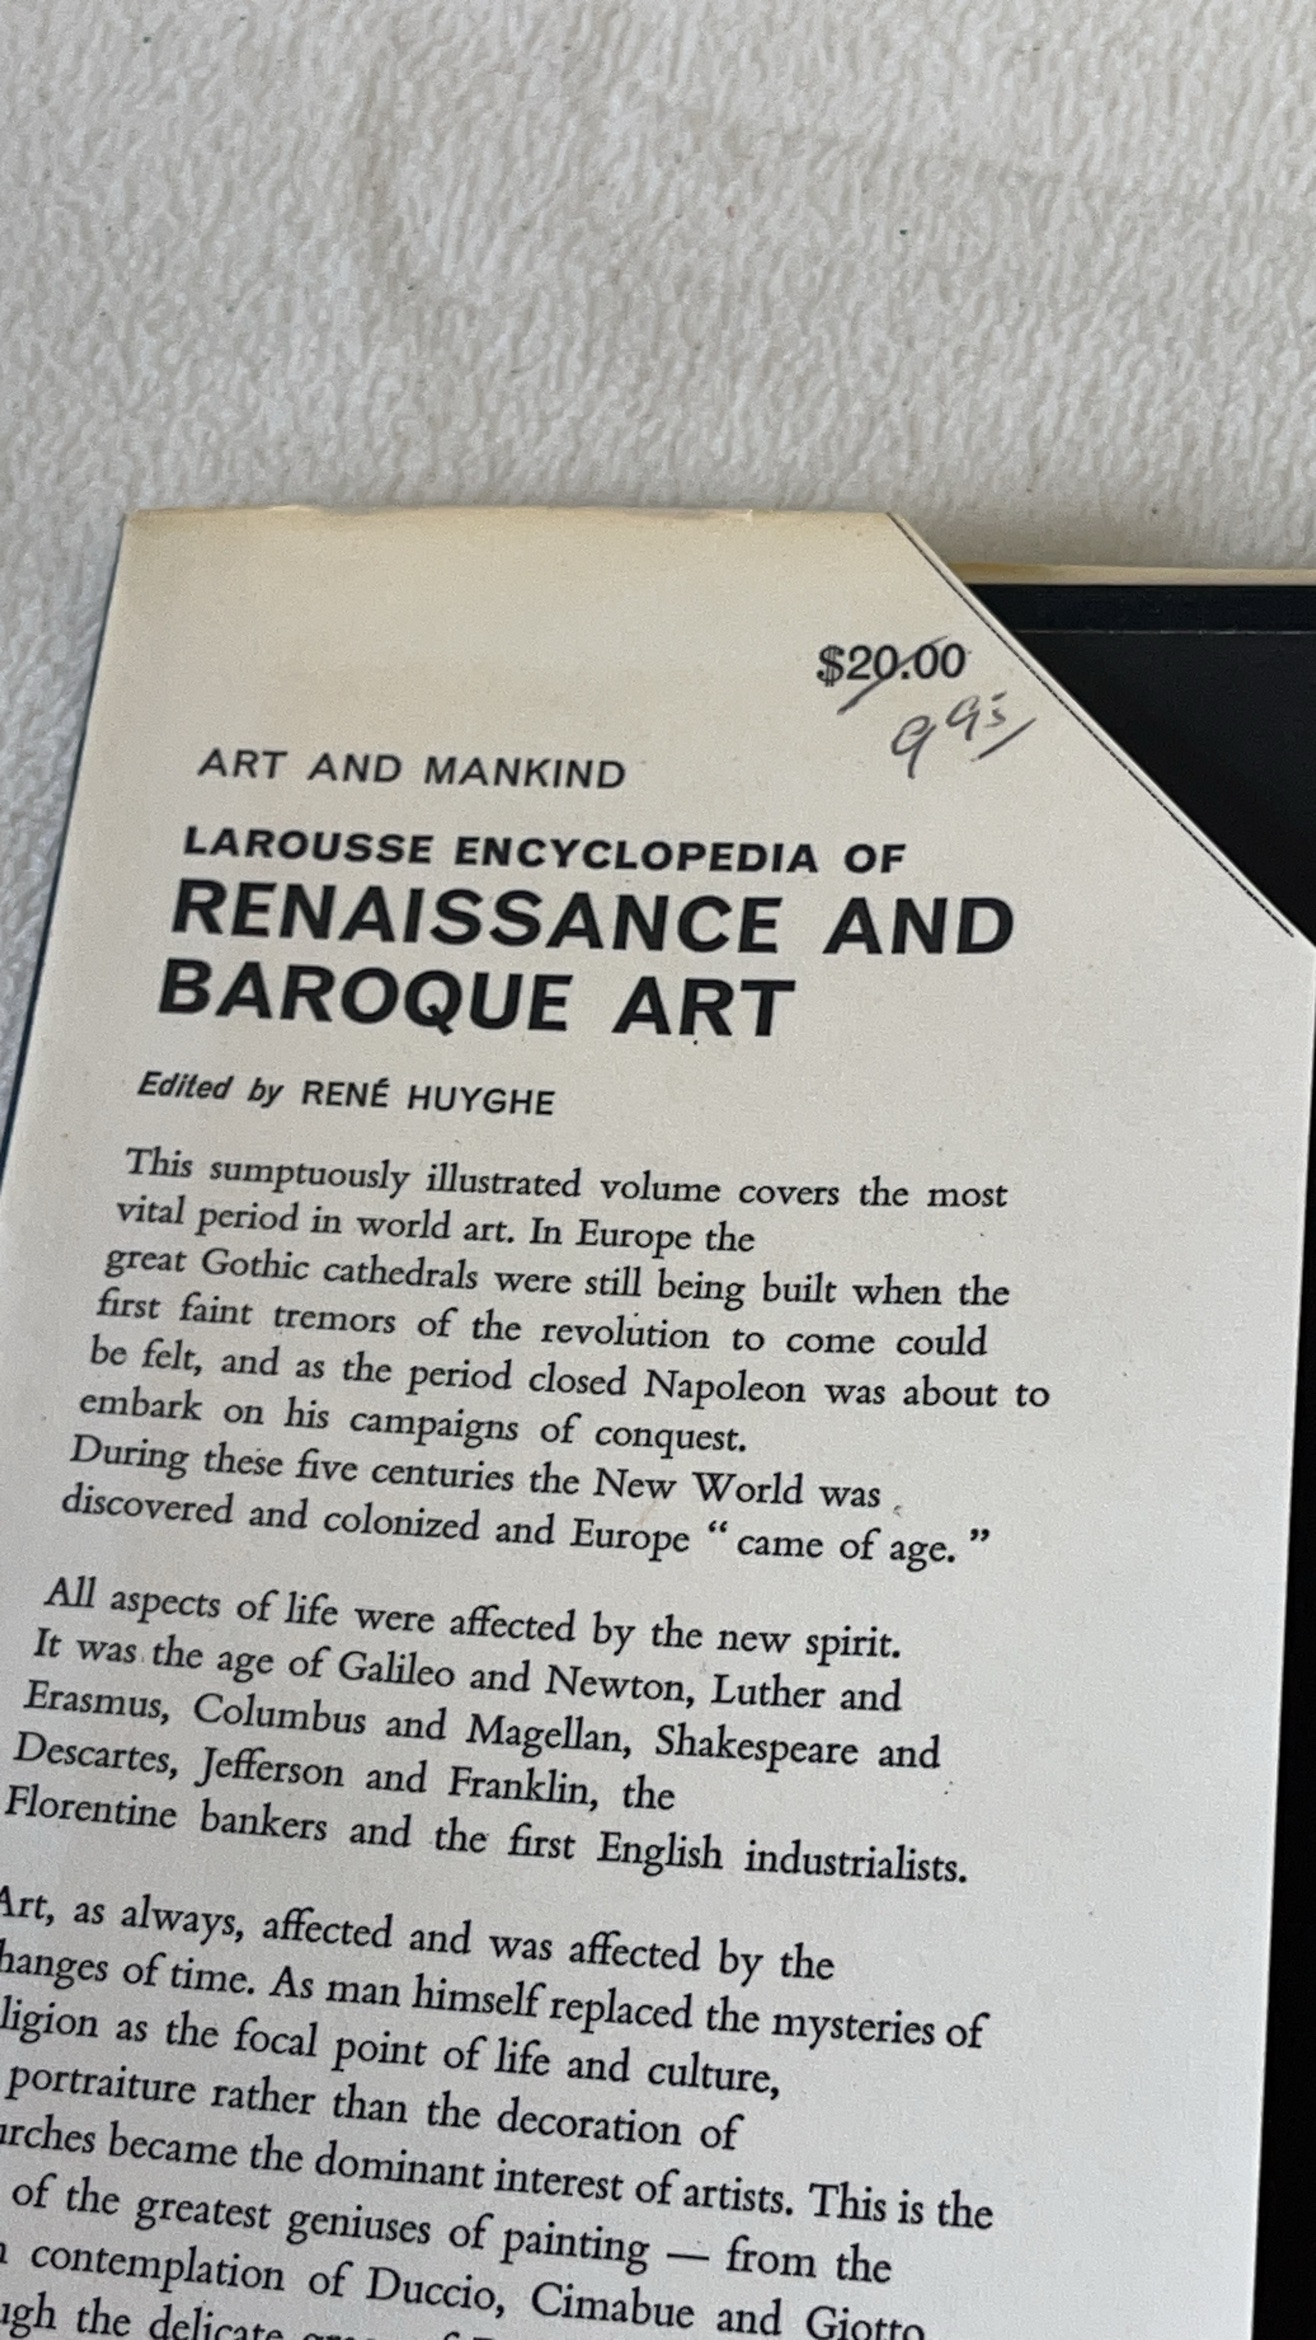 $20.00
9 95/
ART AND MANKIND
LAROUSSE ENCYCLOPEDIA OF
RENAISSANCE AND
BAROQUE ART
Edited by RENÉ HUYGHE
This sumptuously illustrated volume covers the most
vital period in world art. In Europe the
great Gothic cathedrals were still being built when the
first faint tremors of the revolution to come could
be felt, and as the period closed Napoleon was about to
embark on his campaigns of conquest.
During these five centuries the New World was
discovered and colonized and Europe “ came of age. ”
All aspects of life were affected by the new spirit.
It was the age of Galileo and Newton, Luther and
Erasmus, Columbus and Magellan, Shakespeare and
Descartes, Jefferson and Franklin, the
Florentine bankers and the first English industrialists.
Art, as always, affected and was affected by the
hanges of time. As man himself replaced the mysteries of
ligion as the focal point of life and culture,
portraiture rather than the decoration of
urches became the dominant interest of artists. This is the
of the greatest geniuses of painting — from the
contemplation of Duccio, Cimabue and Giotto
ugh the delicate